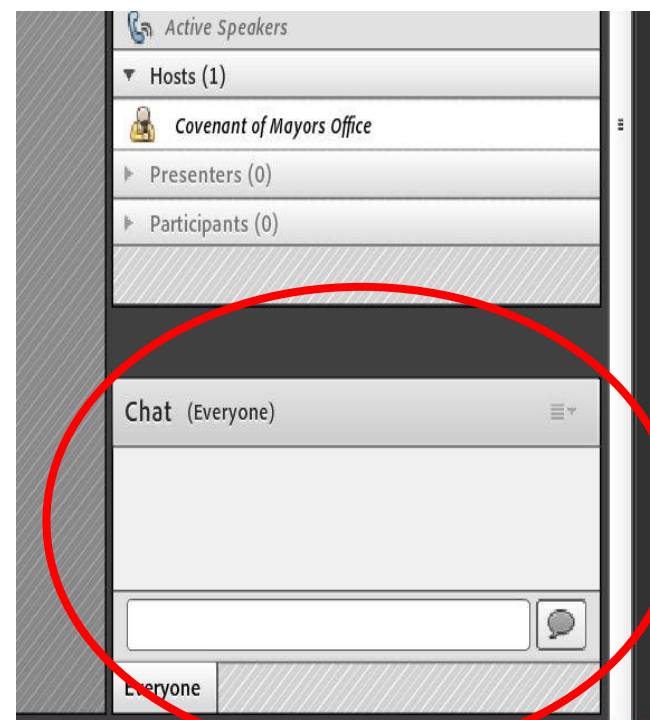 Active Speakers
Hosts (1)
Covenant of Mayors Office
Presenters (0)
Participants (0)
Chat (Everyone)
Everyone